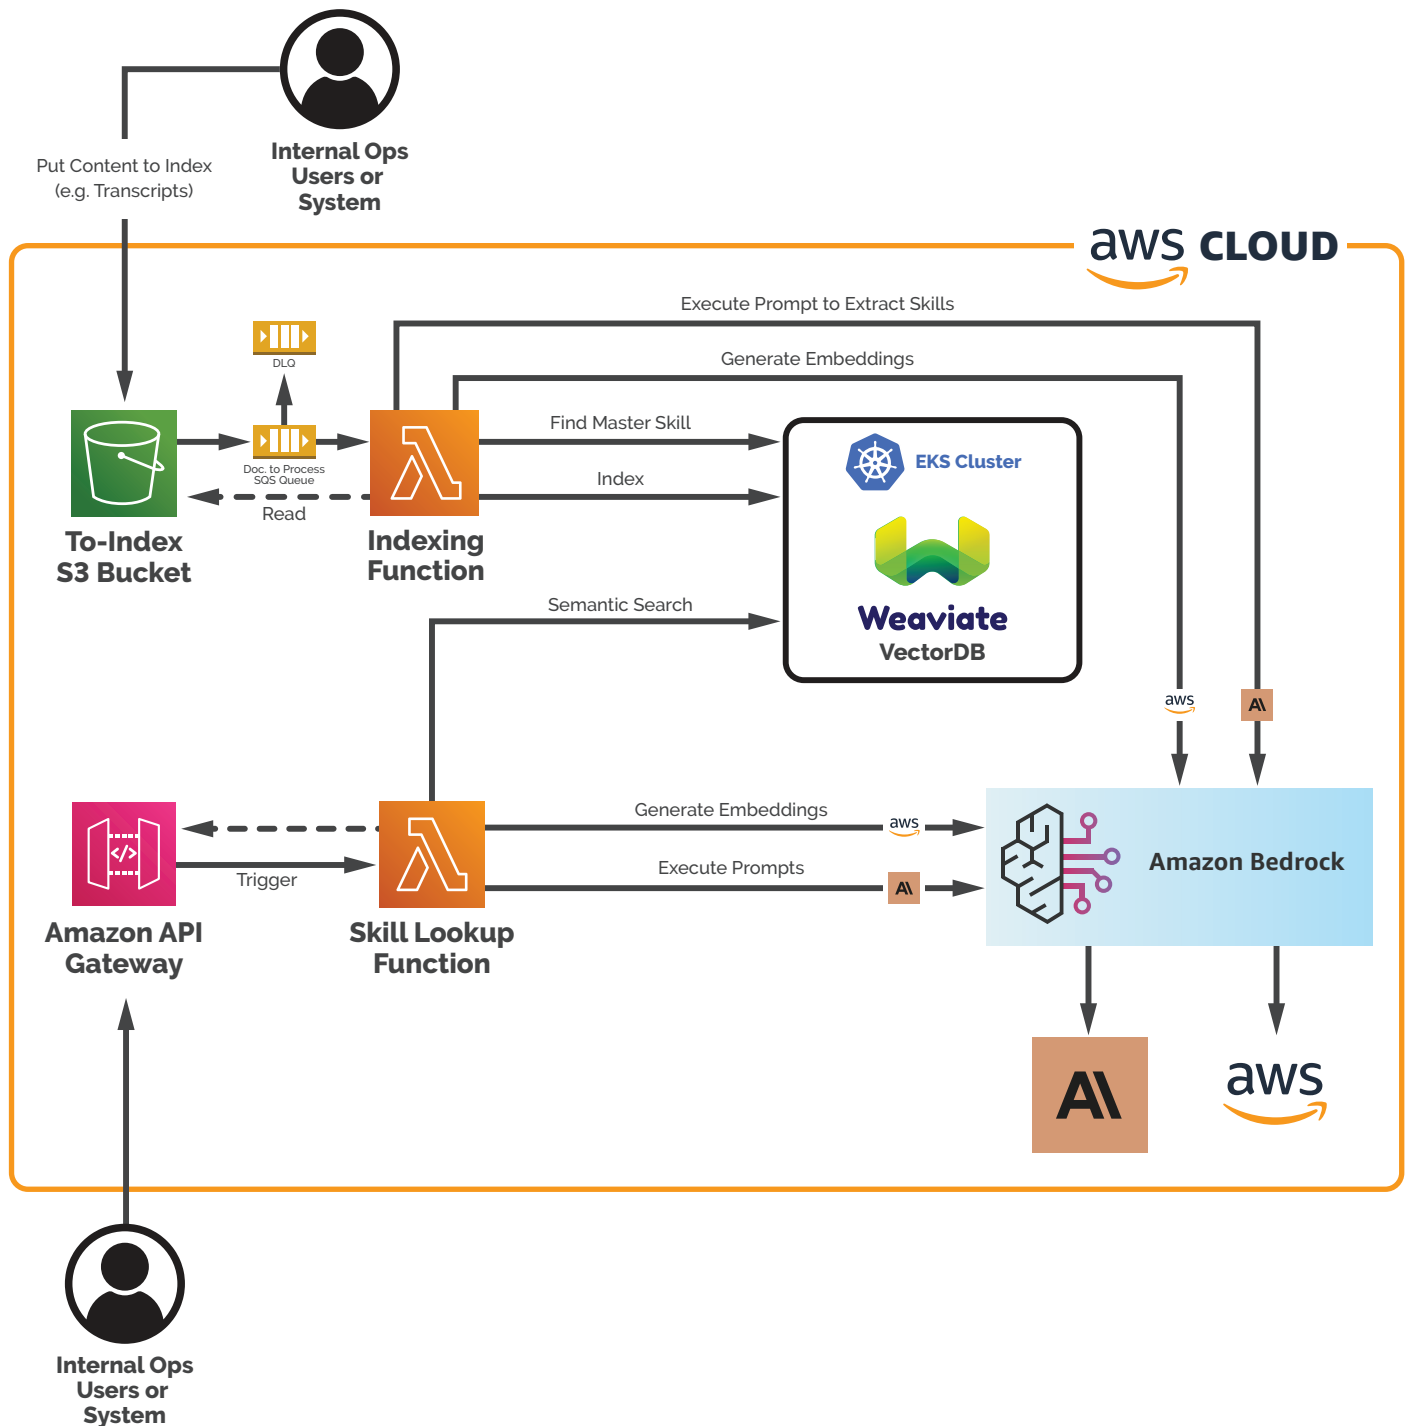 Internal Ops
Users or
System
Put Content to Index
(e.g. Transcripts)
aws CLOUD
Execute Prompt to Extract Skills
Generate Embeddings
DLQ
Find Master Skill
Doc. to Process
SQS Queue
Index
Read
EKS Cluster
To-Index
S3 Bucket
Indexing
Function
Semantic Search
Weaviate
VectorDB
aws
A\
Generate Embeddings
aws
Trigger
Execute Prompts
A\
Amazon Bedrock
</>
Amazon API
Gateway
Skill Lookup
Function
A\
aws
Internal Ops
Users or
System